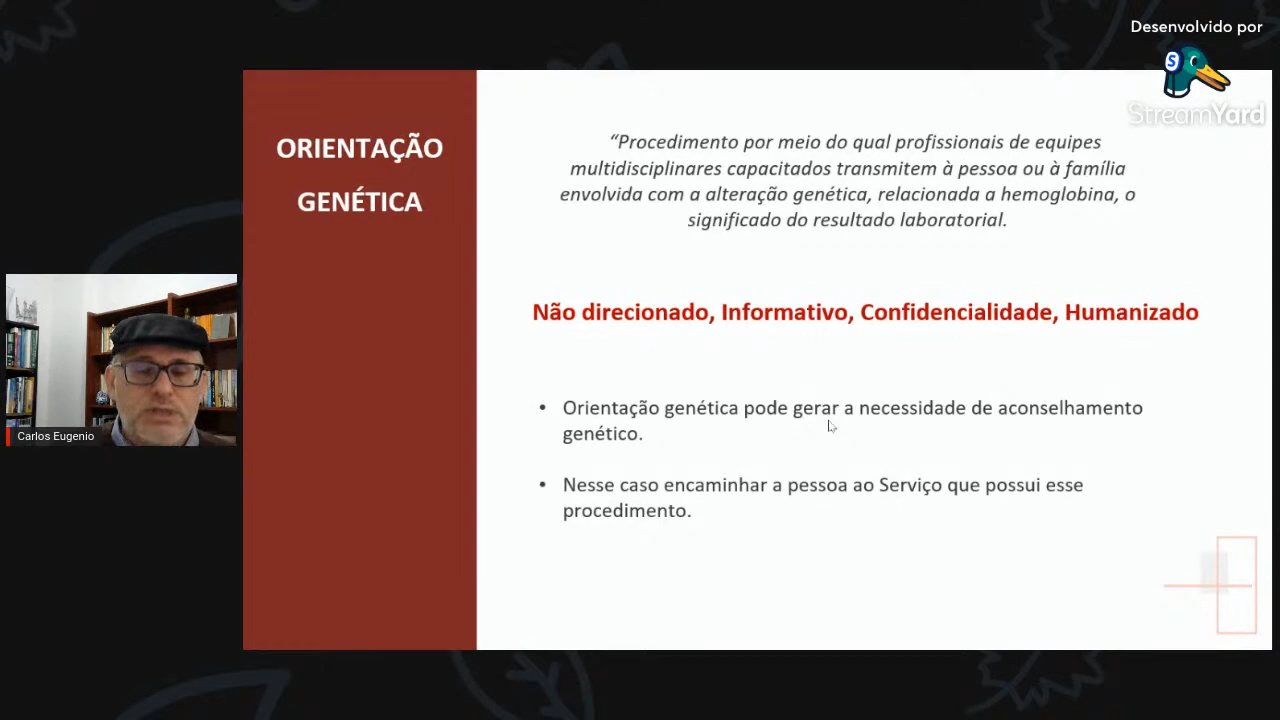 Desenvolvido por
StreamYard
ORIENTAÇÃO
GENÉTICA
“Procedimento por meio do qual profissionais de equipes
multidisciplinares capacitados transmitem à pessoa ou à família
envolvida com a alteração genética, relacionada a hemoglobina, o
significado do resultado laboratorial.
Não direcionado, Informativo, Confidencialidade, Humanizado
• Orientação genética pode gerar a necessidade de aconselhamento
genético.
• Nesse caso encaminhar a pessoa ao Serviço que possui esse
procedimento.
Carlos Eugenio